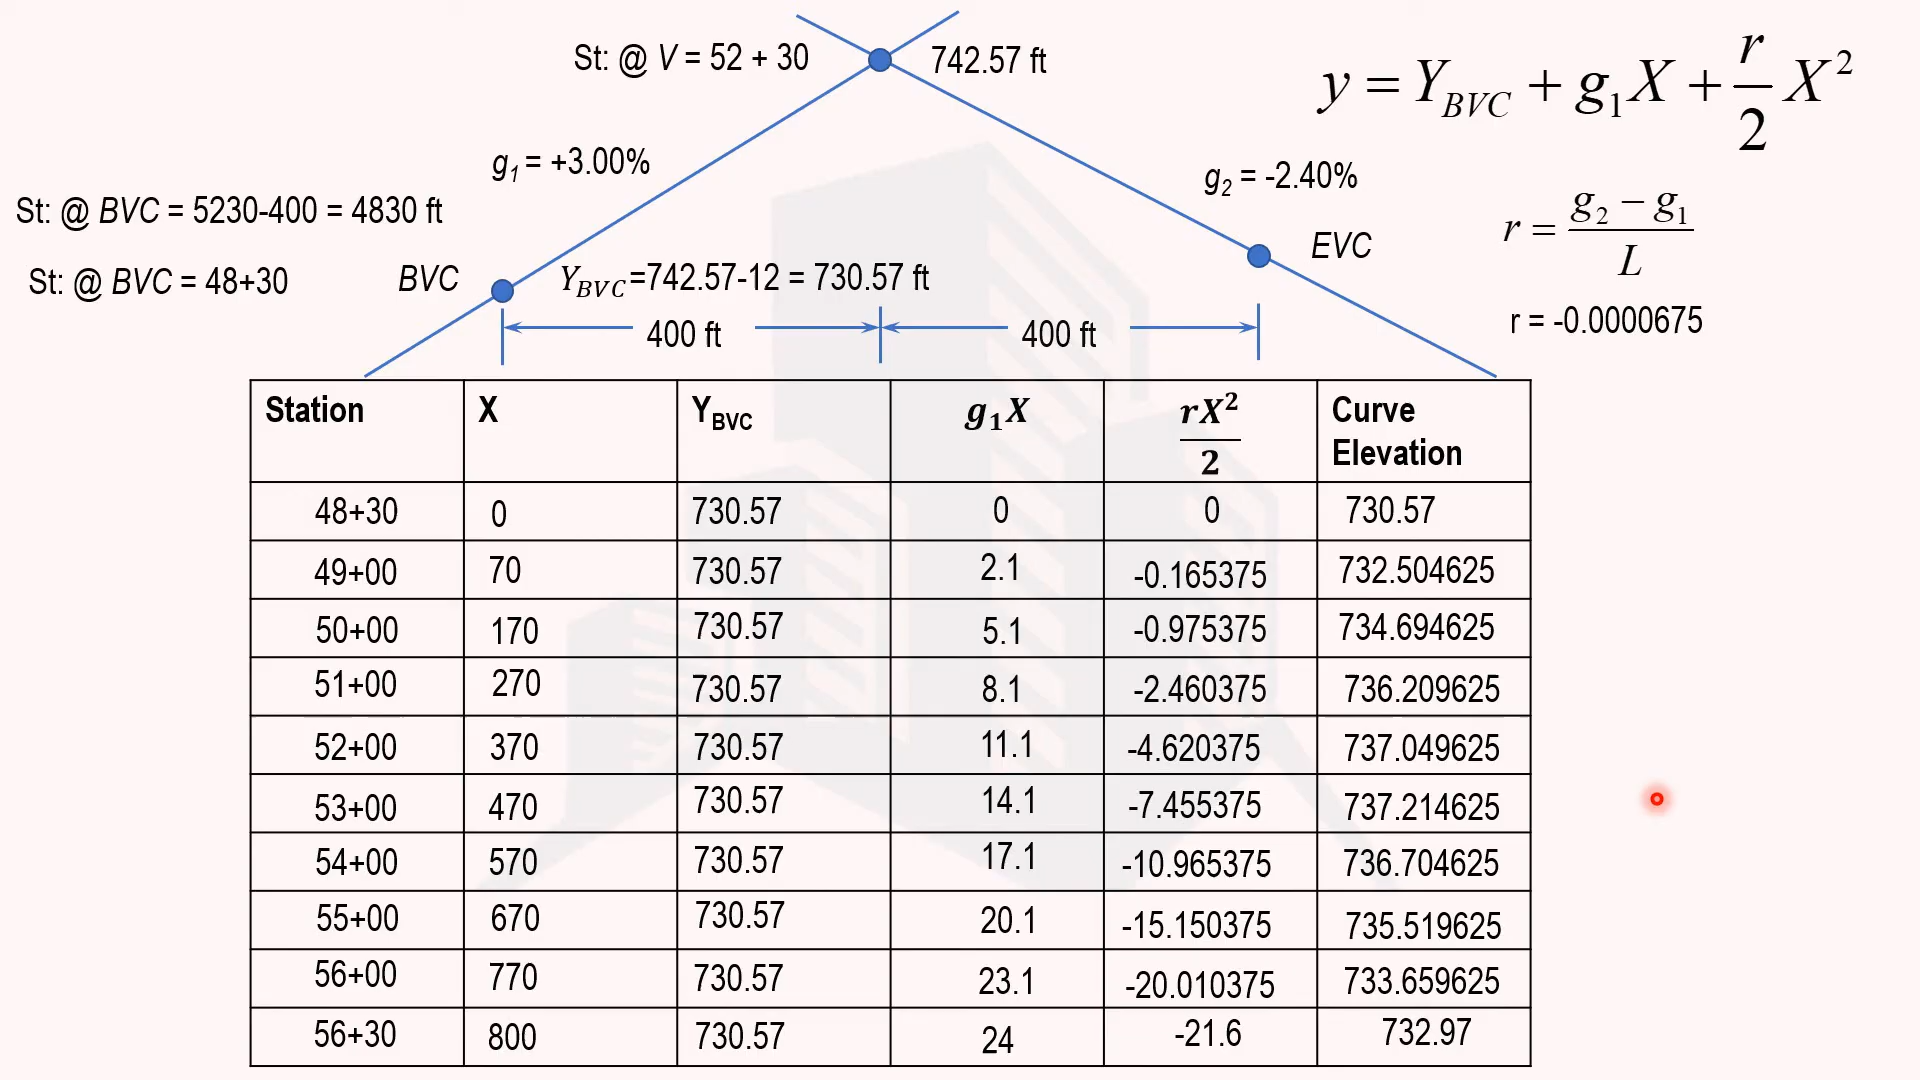 St: @ V = 52 + 30
742.57 ft
y = Y_BVC + g₁X + r/2 X²
g₁ = +3.00%
g₂ = -2.40%
St: @ BVC = 5230-400 = 4830 ft
r = (g₂ − g₁)/L
St: @ BVC = 48+30
BVC
Y_BVC=742.57-12 = 730.57 ft
EVC
400 ft
400 ft
r = -0.0000675
Station X Y_BVC g₁X rX²/2 Curve Elevation
48+30 0 730.57 0 0 730.57
49+00 70 730.57 2.1 -0.165375 732.504625
50+00 170 730.57 5.1 -0.975375 734.694625
51+00 270 730.57 8.1 -2.460375 736.209625
52+00 370 730.57 11.1 -4.620375 737.049625
53+00 470 730.57 14.1 -7.455375 737.214625
54+00 570 730.57 17.1 -10.965375 736.704625
55+00 670 730.57 20.1 -15.150375 735.519625
56+00 770 730.57 23.1 -20.010375 733.659625
56+30 800 730.57 24 -21.6 732.97